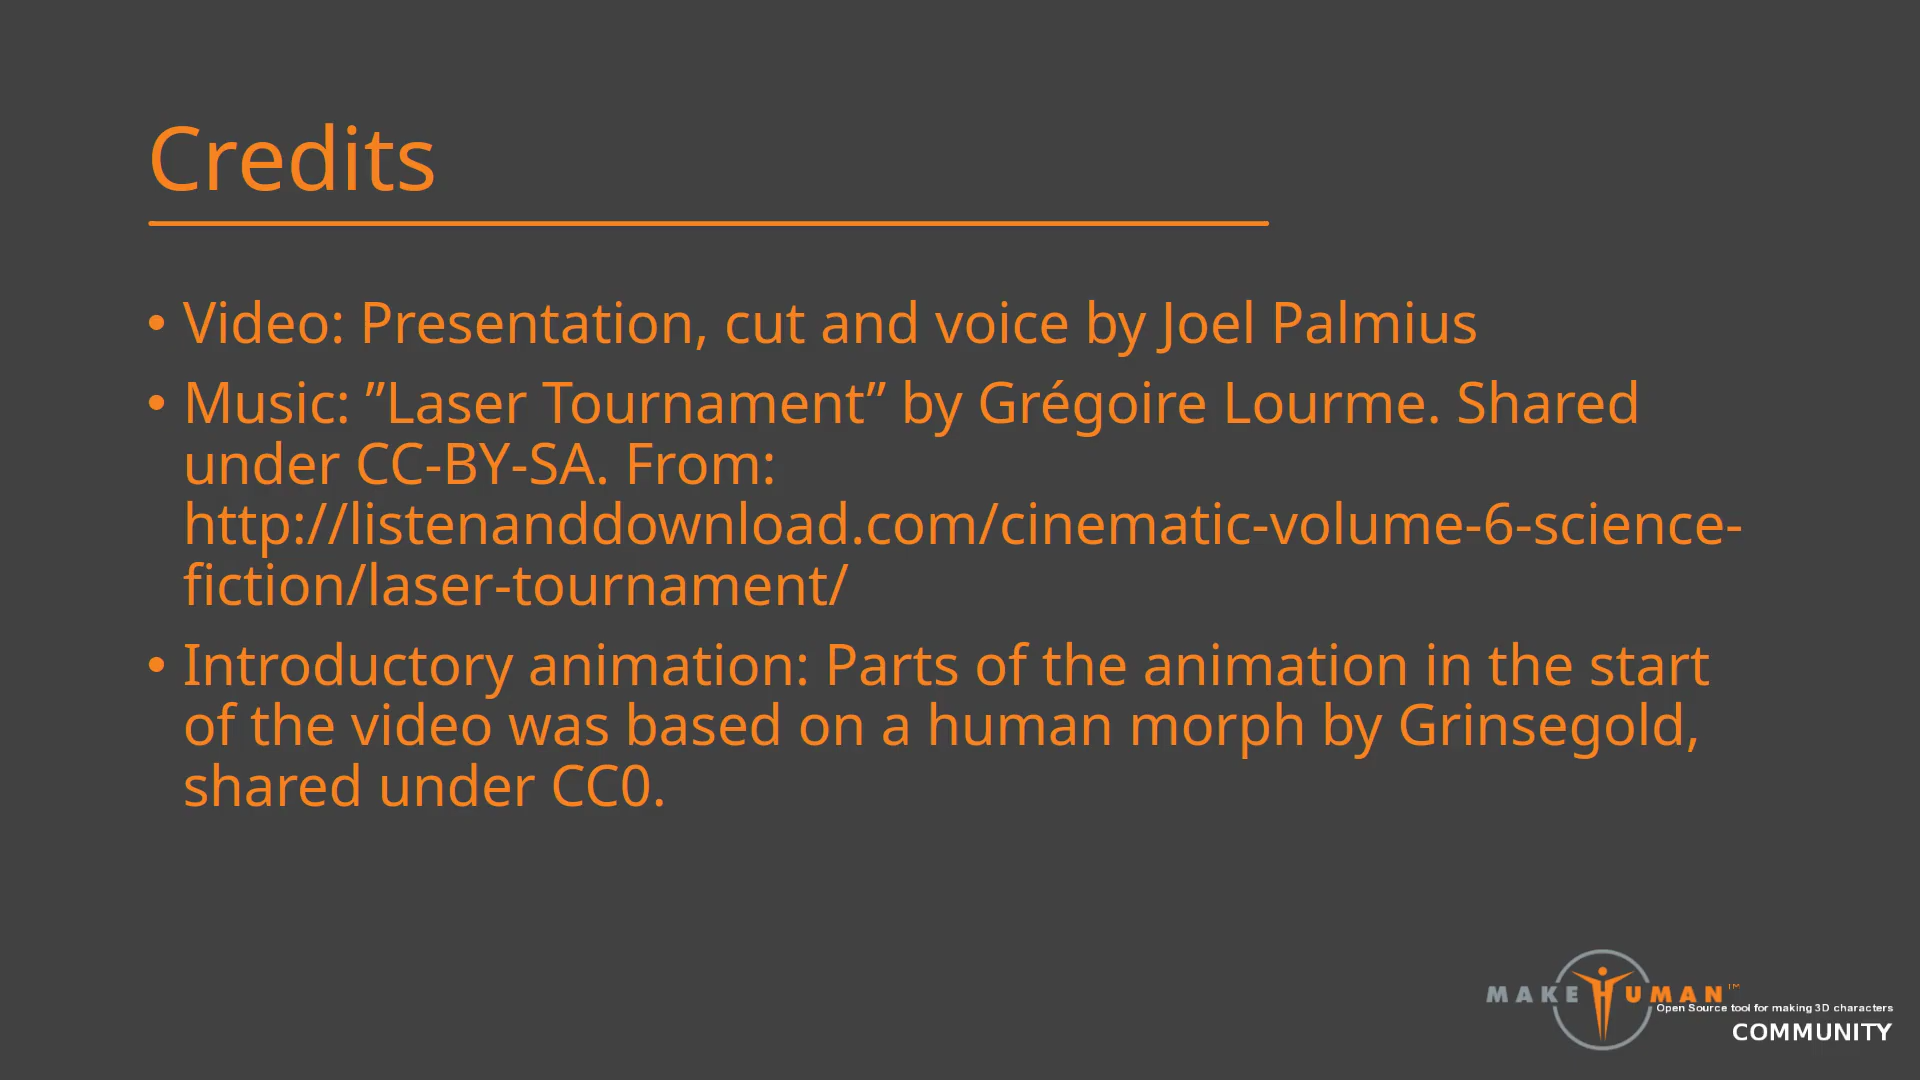 Credits
• Video: Presentation, cut and voice by Joel Palmius
• Music: ”Laser Tournament” by Grégoire Lourme. Shared
under CC-BY-SA. From:
http://listenanddownload.com/cinematic-volume-6-science-
fiction/laser-tournament/
• Introductory animation: Parts of the animation in the start
of the video was based on a human morph by Grinsegold,
shared under CC0.
MAKEHUMAN™
Open Source tool for making 3D characters
COMMUNITY